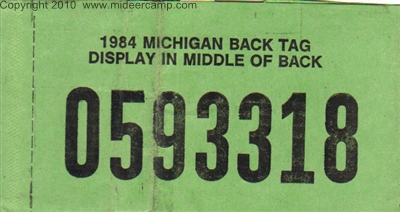 Copyright 2010 www.mideercamp.com
1984 MICHIGAN BACK TAG
DISPLAY IN MIDDLE OF BACK
0593318